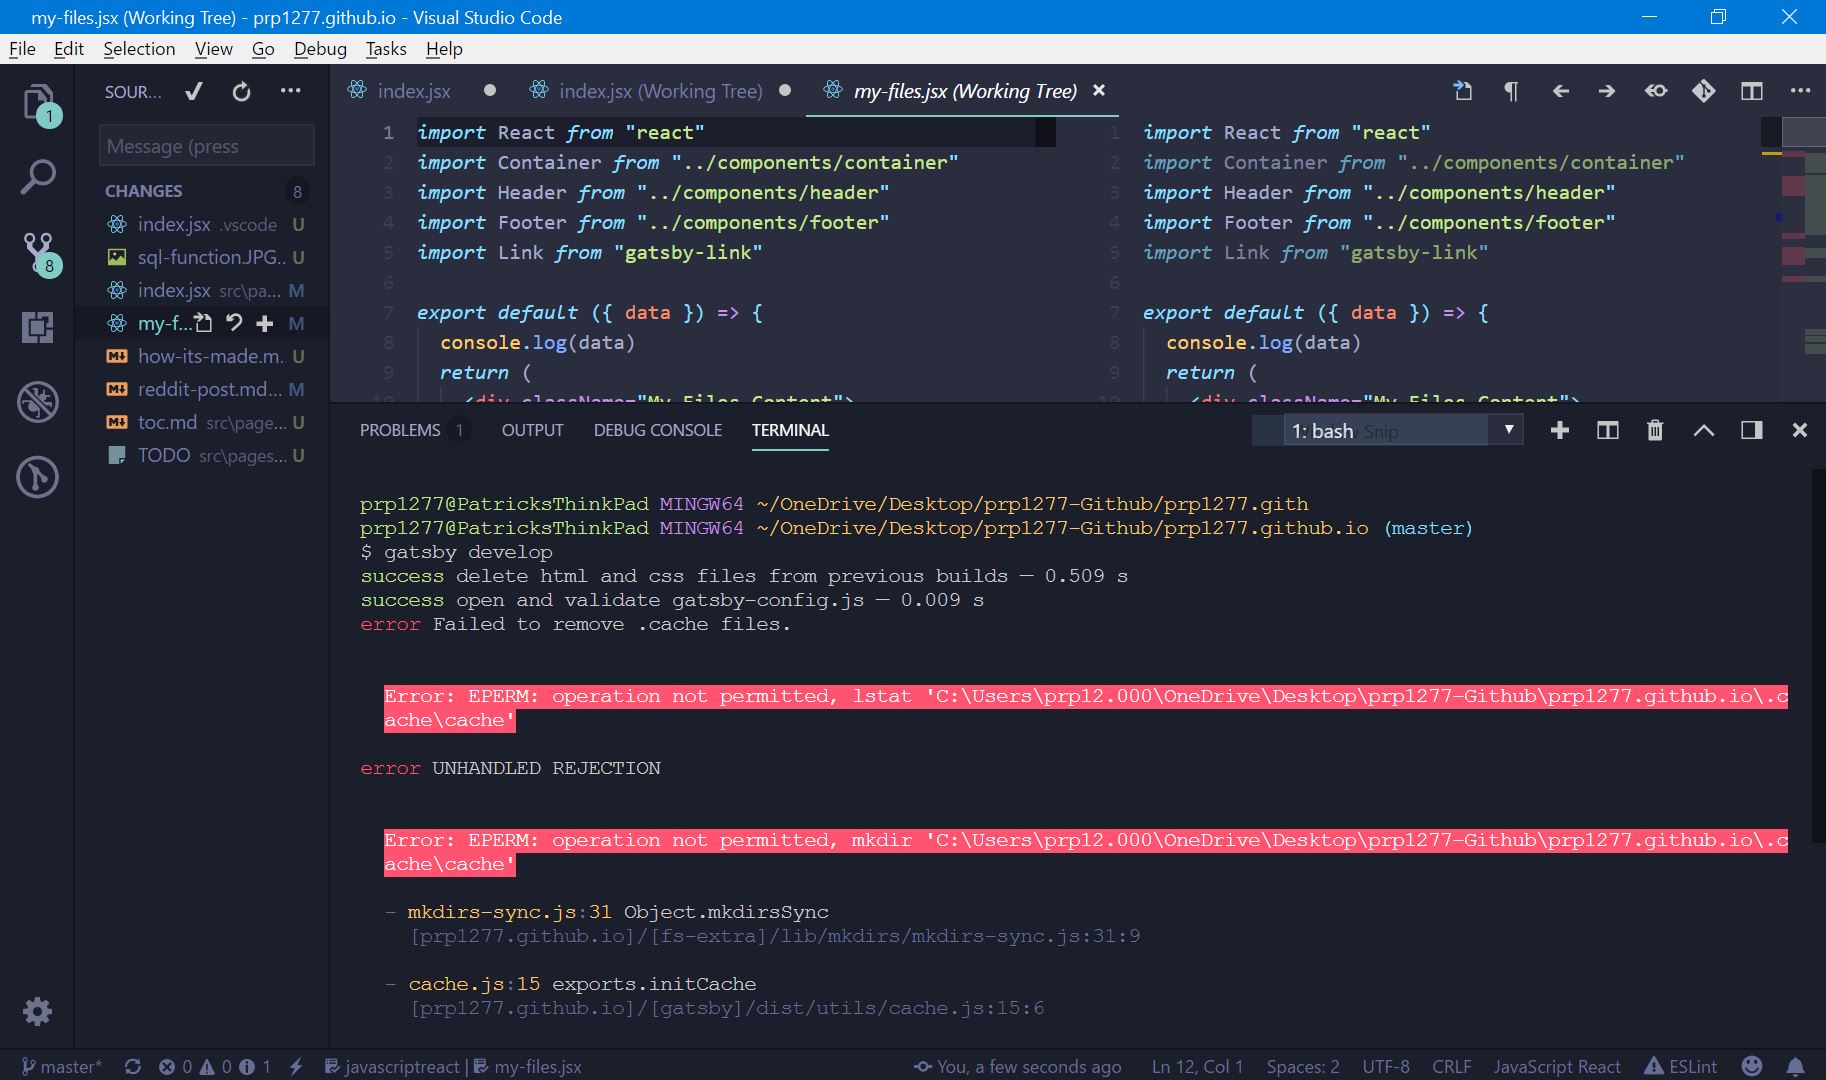 my-files.jsx (Working Tree) - prp1277.github.io - Visual Studio Code
File Edit Selection View Go Debug Tasks Help
SOUR...
index.jsx
index.jsx (Working Tree)
my-files.jsx (Working Tree)
1
8
Message (press
CHANGES 8
index.jsx .vscode U
sql-function.JPG... U
index.jsx src\pa... M
my-f... M
how-its-made.m. U
reddit-post.md... M
toc.md src\page... U
TODO src\pages... U
1 import React from "react"
2 import Container from "../components/container"
3 import Header from "../components/header"
4 import Footer from "../components/footer"
5 import Link from "gatsby-link"
6
7 export default ({ data }) => {
8 console.log(data)
9 return (
10 <div className="My-Files-Content">
1 import React from "react"
2 import Container from "../components/container"
3 import Header from "../components/header"
4 import Footer from "../components/footer"
5 import Link from "gatsby-link"
6
7 export default ({ data }) => {
8 console.log(data)
9 return (
10 <div className="My-Files-Content">
PROBLEMS 1 OUTPUT DEBUG CONSOLE TERMINAL
1: bash Snip
prp1277@PatricksThinkPad MINGW64 ~/OneDrive/Desktop/prp1277-Github/prp1277.gith
prp1277@PatricksThinkPad MINGW64 ~/OneDrive/Desktop/prp1277-Github/prp1277.github.io (master)
$ gatsby develop
success delete html and css files from previous builds — 0.509 s
success open and validate gatsby-config.js — 0.009 s
error Failed to remove .cache files.
Error: EPERM: operation not permitted, lstat 'C:\Users\prp12.000\OneDrive\Desktop\prp1277-Github\prp1277.github.io\.c
ache\cache'
error UNHANDLED REJECTION
Error: EPERM: operation not permitted, mkdir 'C:\Users\prp12.000\OneDrive\Desktop\prp1277-Github\prp1277.github.io\.c
ache\cache'
- mkdirs-sync.js:31 Object.mkdirsSync
[prp1277.github.io]/[fs-extra]/lib/mkdirs/mkdirs-sync.js:31:9
- cache.js:15 exports.initCache
[prp1277.github.io]/[gatsby]/dist/utils/cache.js:15:6
master* 0 0 1 javascriptreact | my-files.jsx You, a few seconds ago Ln 12, Col 1 Spaces: 2 UTF-8 CRLF JavaScript React ESLint